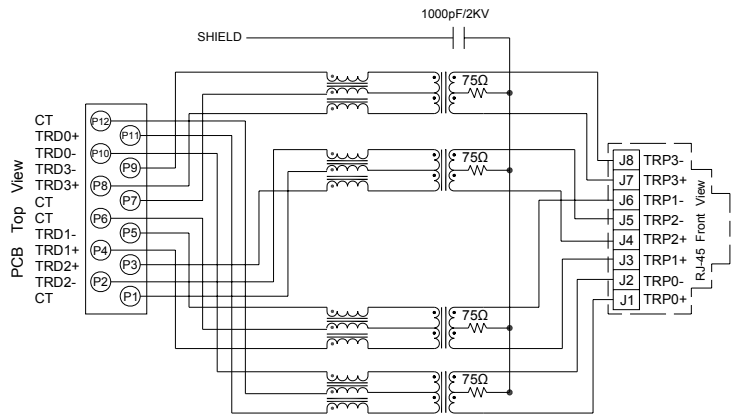 1000pF/2KV
SHIELD
75Ω
75Ω
75Ω
75Ω
PCB Top View
CT
TRD0+
TRD0-
TRD3-
TRD3+
CT
CT
TRD1-
TRD1+
TRD2+
TRD2-
CT
P12
P11
P10
P9
P8
P7
P6
P5
P4
P3
P2
P1
J8 TRP3-
J7 TRP3+
J6 TRP1-
J5 TRP2-
J4 TRP2+
J3 TRP1+
J2 TRP0-
J1 TRP0+
RJ-45 Front View